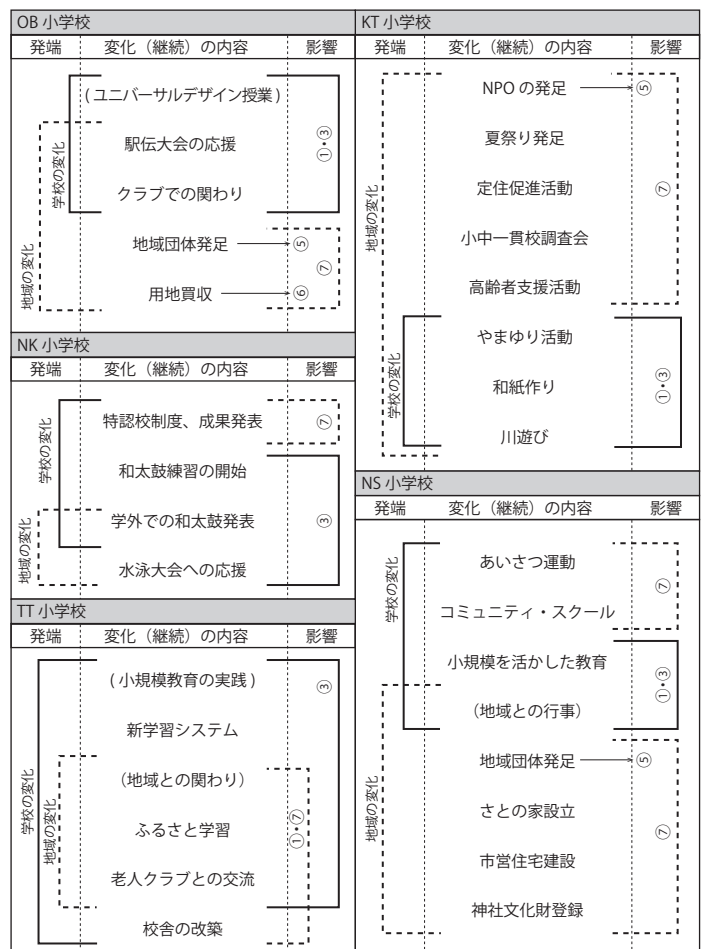 OB 小学校
発端 変化（継続）の内容 影響
( ユニバーサルデザイン授業 )
駅伝大会の応援
クラブでの関わり
地域団体発足
用地買収
学校の変化
地域の変化
①・③
⑤
⑦
⑥
NK 小学校
発端 変化（継続）の内容 影響
特認校制度、成果発表
和太鼓練習の開始
学外での和太鼓発表
水泳大会への応援
学校の変化
地域の変化
⑦
③
TT 小学校
発端 変化（継続）の内容 影響
( 小規模教育の実践 )
新学習システム
（地域との関わり）
ふるさと学習
老人クラブとの交流
校舎の改築
学校の変化
地域の変化
③
①・⑦
KT 小学校
発端 変化（継続）の内容 影響
NPO の発足
夏祭り発足
定住促進活動
小中一貫校調査会
高齢者支援活動
やまゆり活動
和紙作り
川遊び
地域の変化
学校の変化
⑤
⑦
①・③
NS 小学校
発端 変化（継続）の内容 影響
あいさつ運動
コミュニティ・スクール
小規模を活かした教育
（地域との行事）
地域団体発足
さとの家設立
市営住宅建設
神社文化財登録
学校の変化
地域の変化
⑦
①・③
⑤
⑦